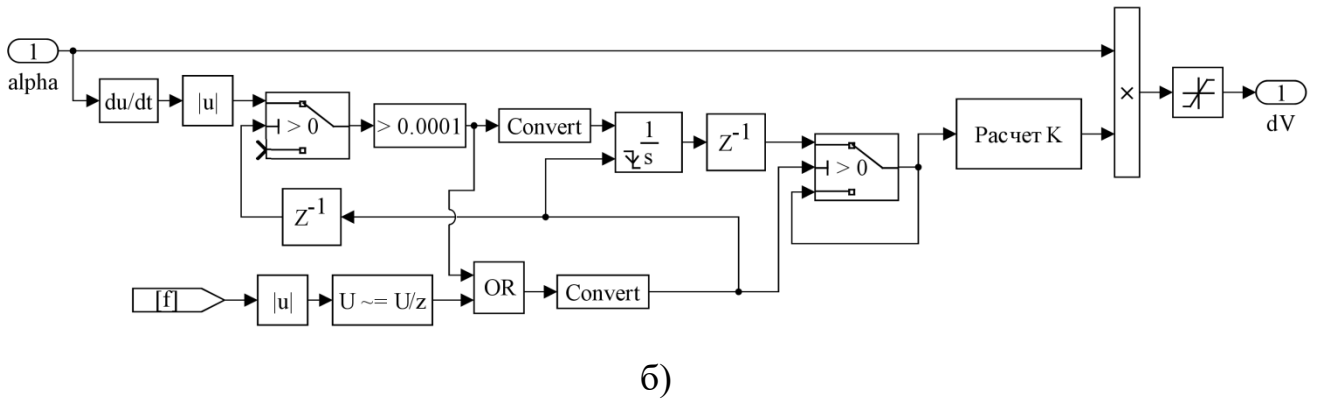 1
alpha
du/dt
|u|
> 0
> 0.0001
Convert
1
s
Z-1
> 0
Расчет K
×
1
dV
Z-1
[f]
|u|
U ~= U/z
OR
Convert
б)